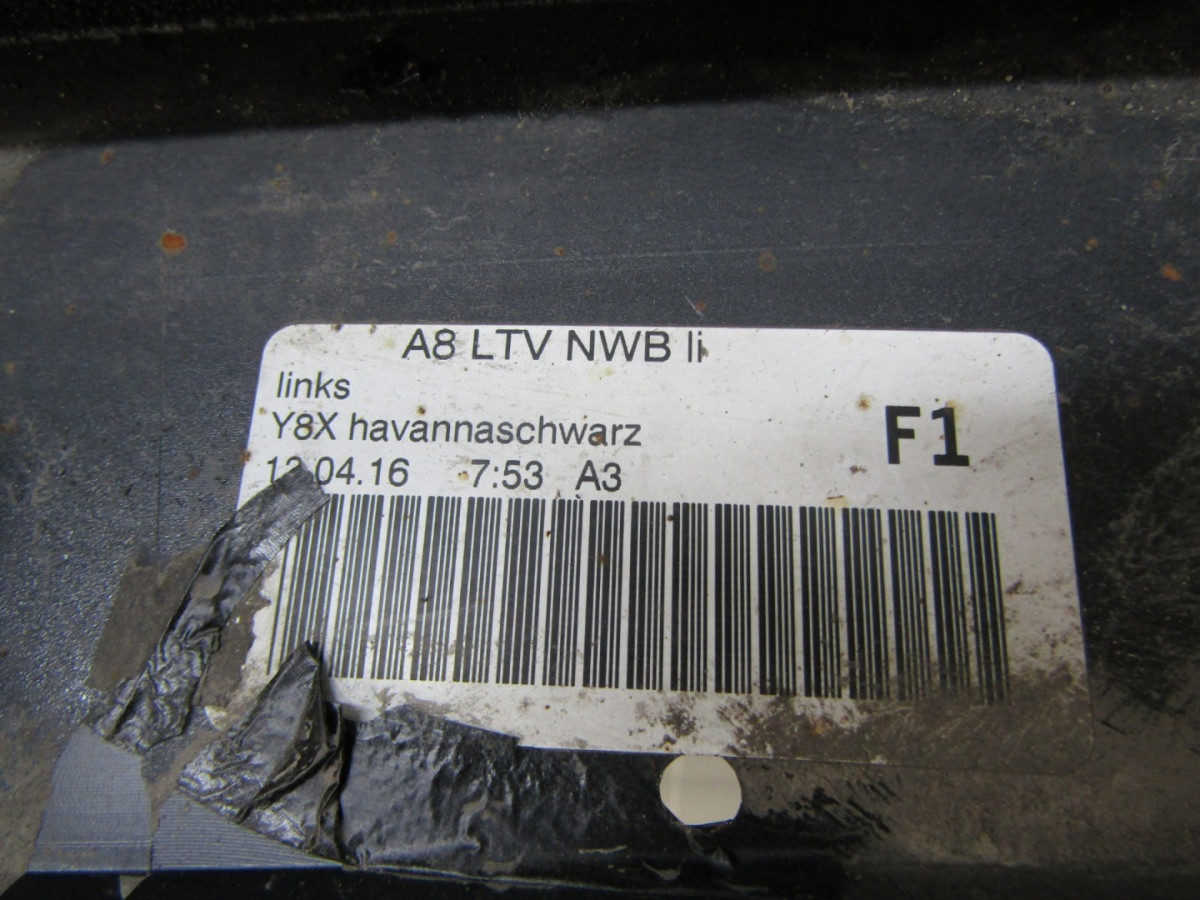 A8 LTV NWB li
links
Y8X havannaschwarz
F1
04.16 7:53 A3